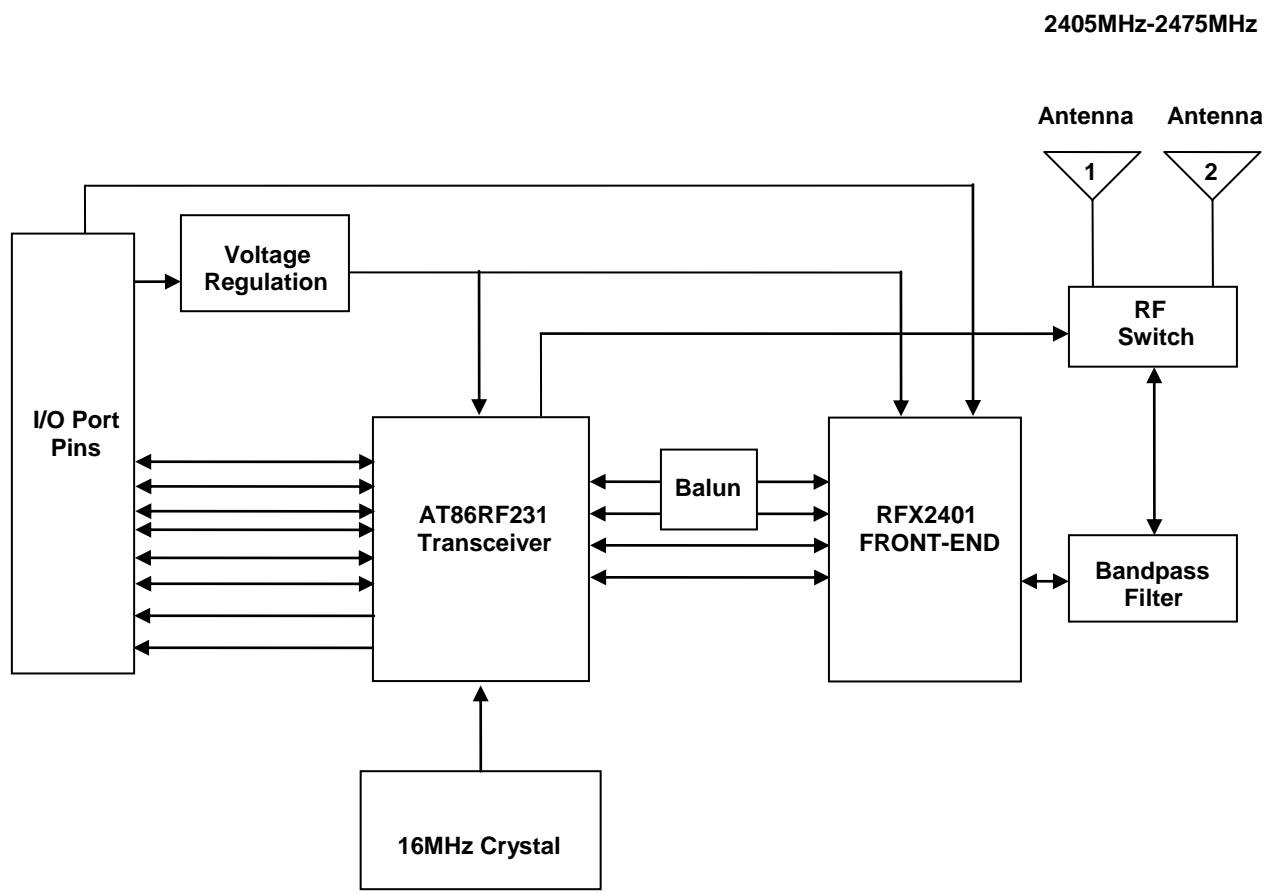 2405MHz-2475MHz
Antenna
Antenna
1
2
Voltage
Regulation
RF
Switch
I/O Port
Pins
Balun
AT86RF231
Transceiver
RFX2401
FRONT-END
Bandpass
Filter
16MHz Crystal